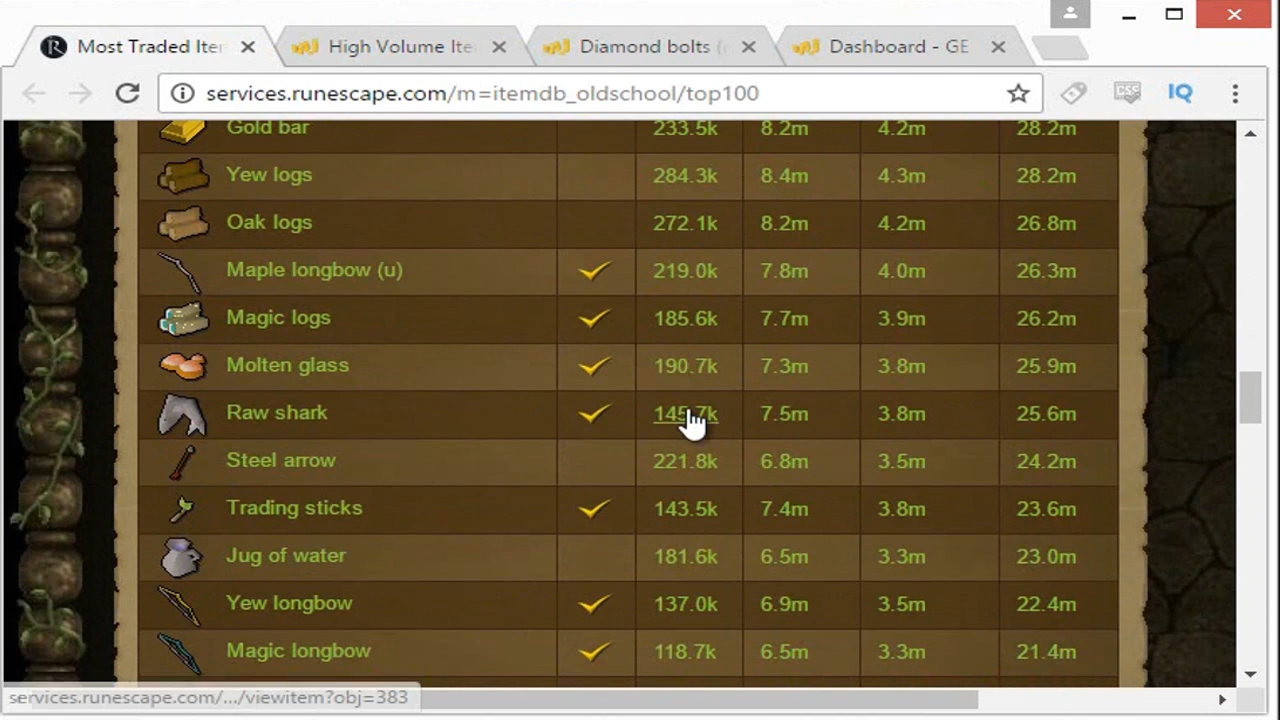 Most Traded Iter
High Volume Ite
Diamond bolts (
Dashboard - GE
services.runescape.com/m=itemdb_oldschool/top100
CSS
IQ
Gold bar 233.5k 8.2m 4.2m 28.2m
Yew logs 284.3k 8.4m 4.3m 28.2m
Oak logs 272.1k 8.2m 4.2m 26.8m
Maple longbow (u) 219.0k 7.8m 4.0m 26.3m
Magic logs 185.6k 7.7m 3.9m 26.2m
Molten glass 190.7k 7.3m 3.8m 25.9m
Raw shark 145.7k 7.5m 3.8m 25.6m
Steel arrow 221.8k 6.8m 3.5m 24.2m
Trading sticks 143.5k 7.4m 3.8m 23.6m
Jug of water 181.6k 6.5m 3.3m 23.0m
Yew longbow 137.0k 6.9m 3.5m 22.4m
Magic longbow 118.7k 6.5m 3.3m 21.4m
services.runescape.com/.../viewitem?obj=383